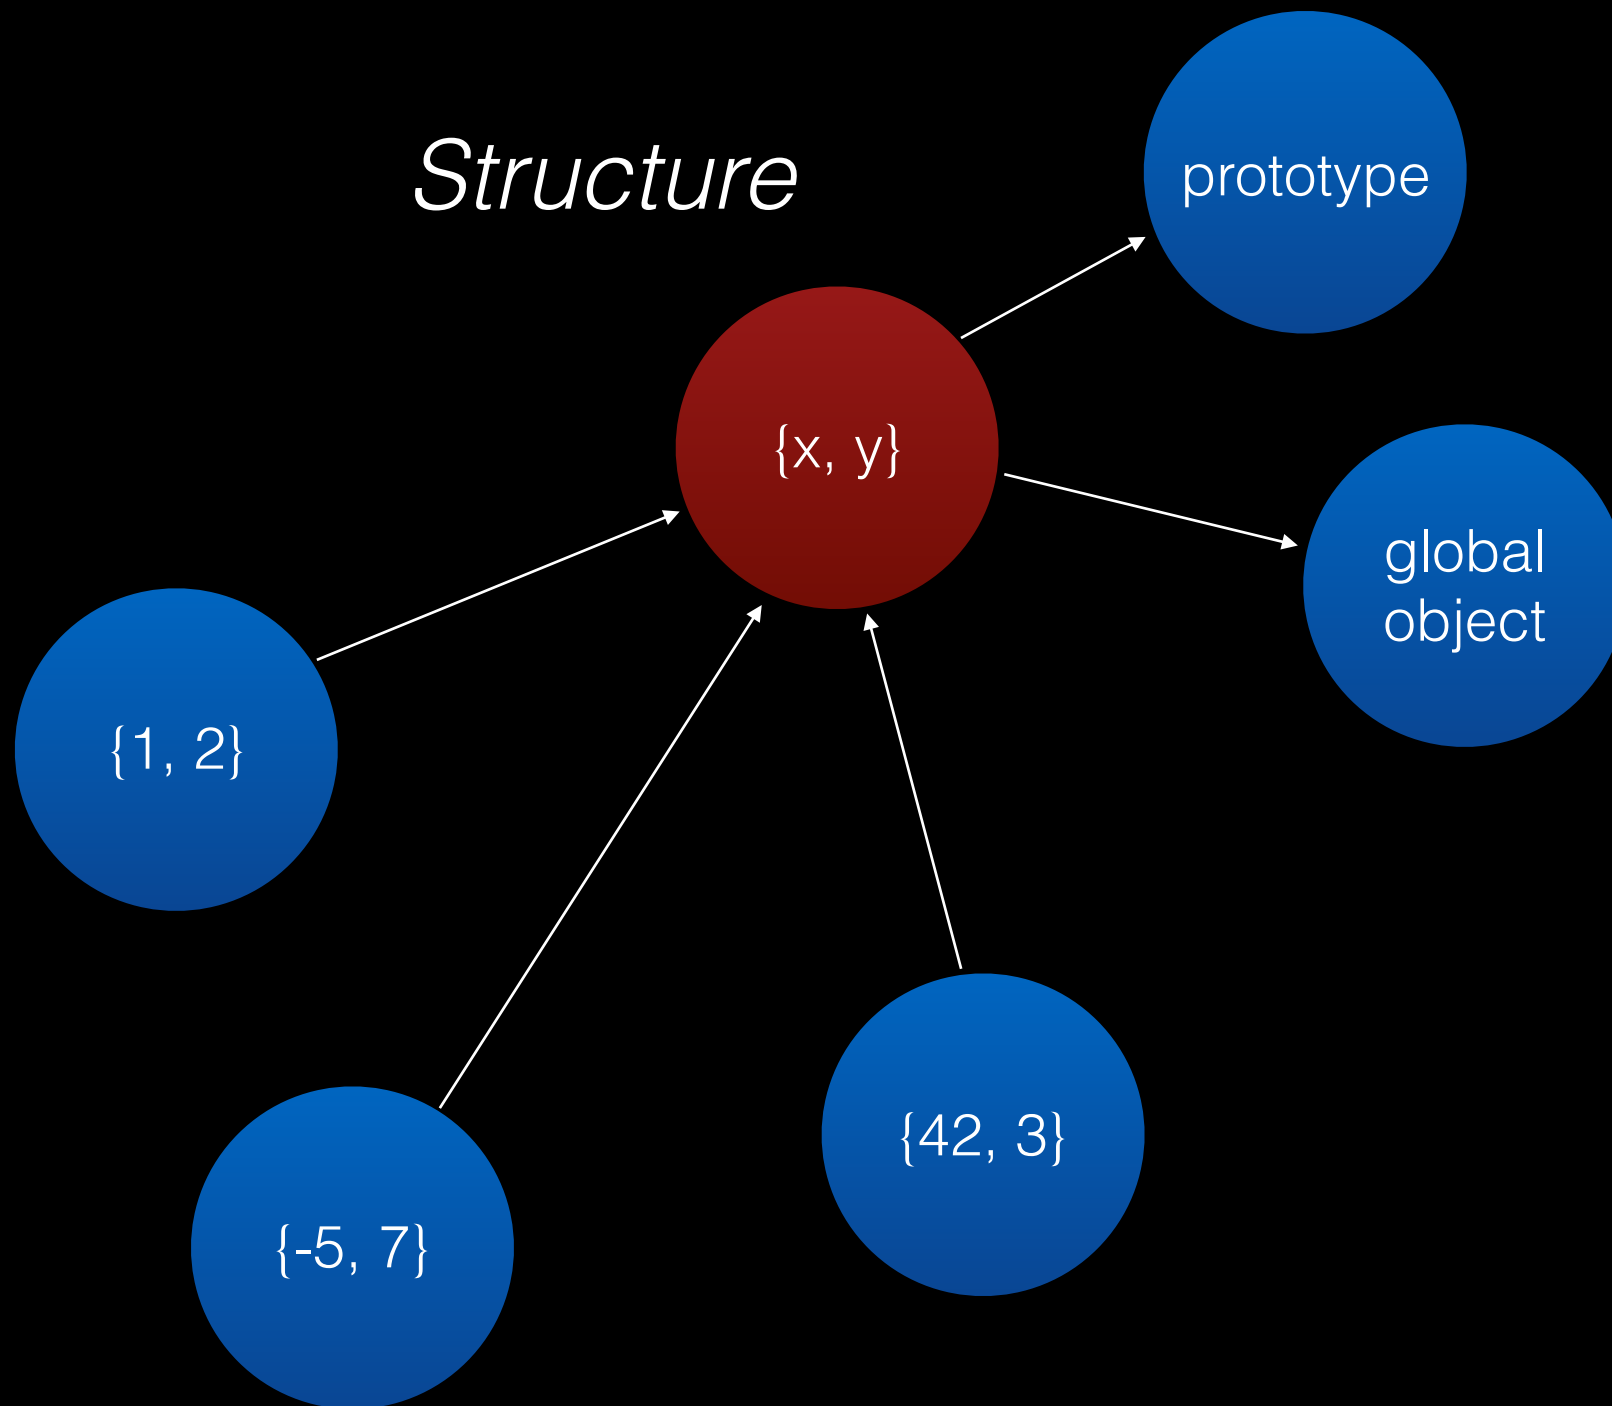 Structure
prototype
{x, y}
global
object
{1, 2}
{42, 3}
{-5, 7}